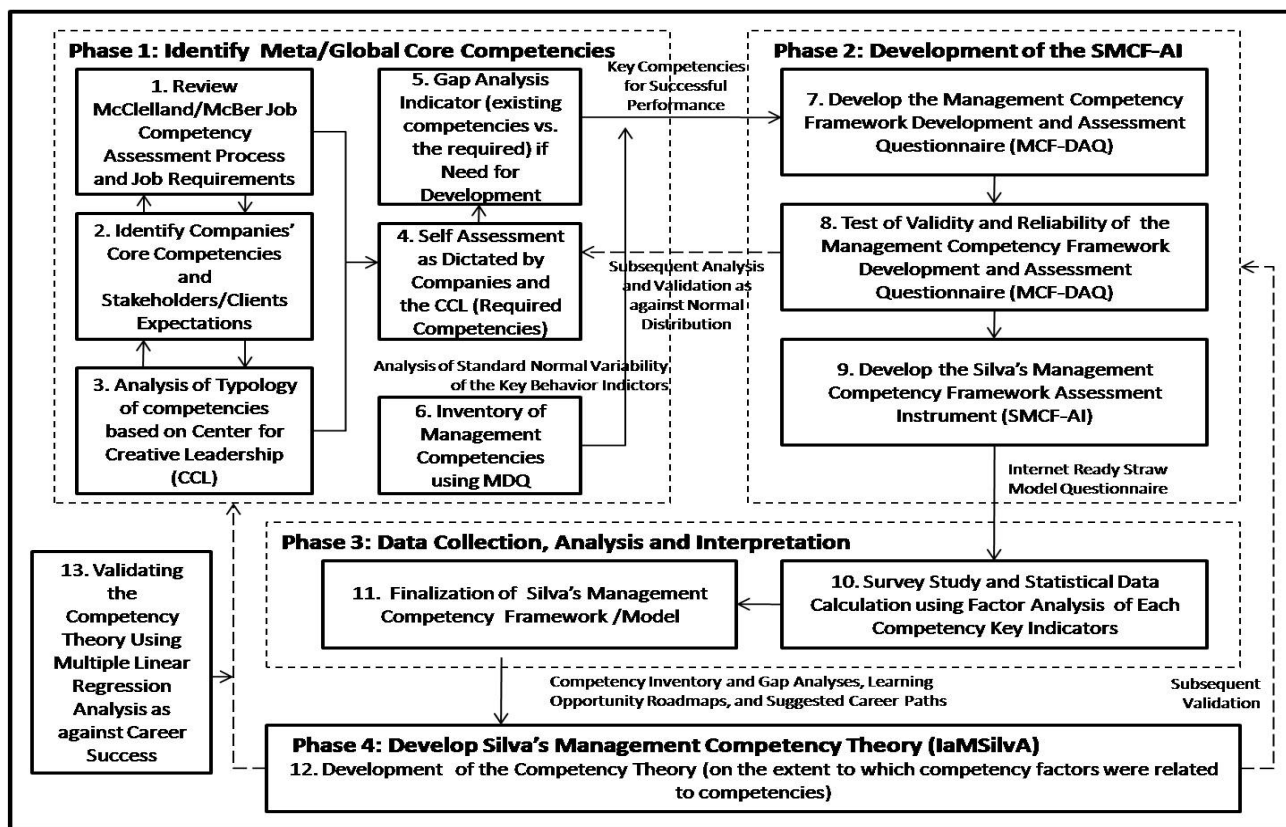 Phase 1: Identify Meta/Global Core Competencies
1. Review
McClelland/McBer Job
Competency
Assessment Process
and Job Requirements
2. Identify Companies'
Core Competencies
and
Stakeholders/Clients
Expectations
3. Analysis of Typology
of competencies
based on Center for
Creative Leadership
(CCL)
5. Gap Analysis
Indicator (existing
competencies vs.
the required) if
Need for
Development
4. Self Assessment
as Dictated by
Companies and
the CCL (Required
Competencies)
Analysis of Standard Normal Variability
of the Key Behavior Indictors
6. Inventory of
Management
Competencies
using MDQ
Key Competencies
for Successful
Performance
Subsequent Analysis
and Validation as
against Normal
Distribution
Phase 2: Development of the SMCF-AI
7. Develop the Management Competency
Framework Development and Assessment
Questionnaire (MCF-DAQ)
8. Test of Validity and Reliability of the
Management Competency Framework
Development and Assessment
Questionnaire (MCF-DAQ)
9. Develop the Silva's Management
Competency Framework Assessment
Instrument (SMCF-AI)
Internet Ready Straw
Model Questionnaire
Phase 3: Data Collection, Analysis and Interpretation
11. Finalization of Silva's Management
Competency Framework /Model
10. Survey Study and Statistical Data
Calculation using Factor Analysis of Each
Competency Key Indicators
13. Validating
the
Competency
Theory Using
Multiple Linear
Regression
Analysis as
against Career
Success
Competency Inventory and Gap Analyses, Learning
Opportunity Roadmaps, and Suggested Career Paths
Subsequent
Validation
Phase 4: Develop Silva's Management Competency Theory (IaMSilvA)
12. Development of the Competency Theory (on the extent to which competency factors were related
to competencies)